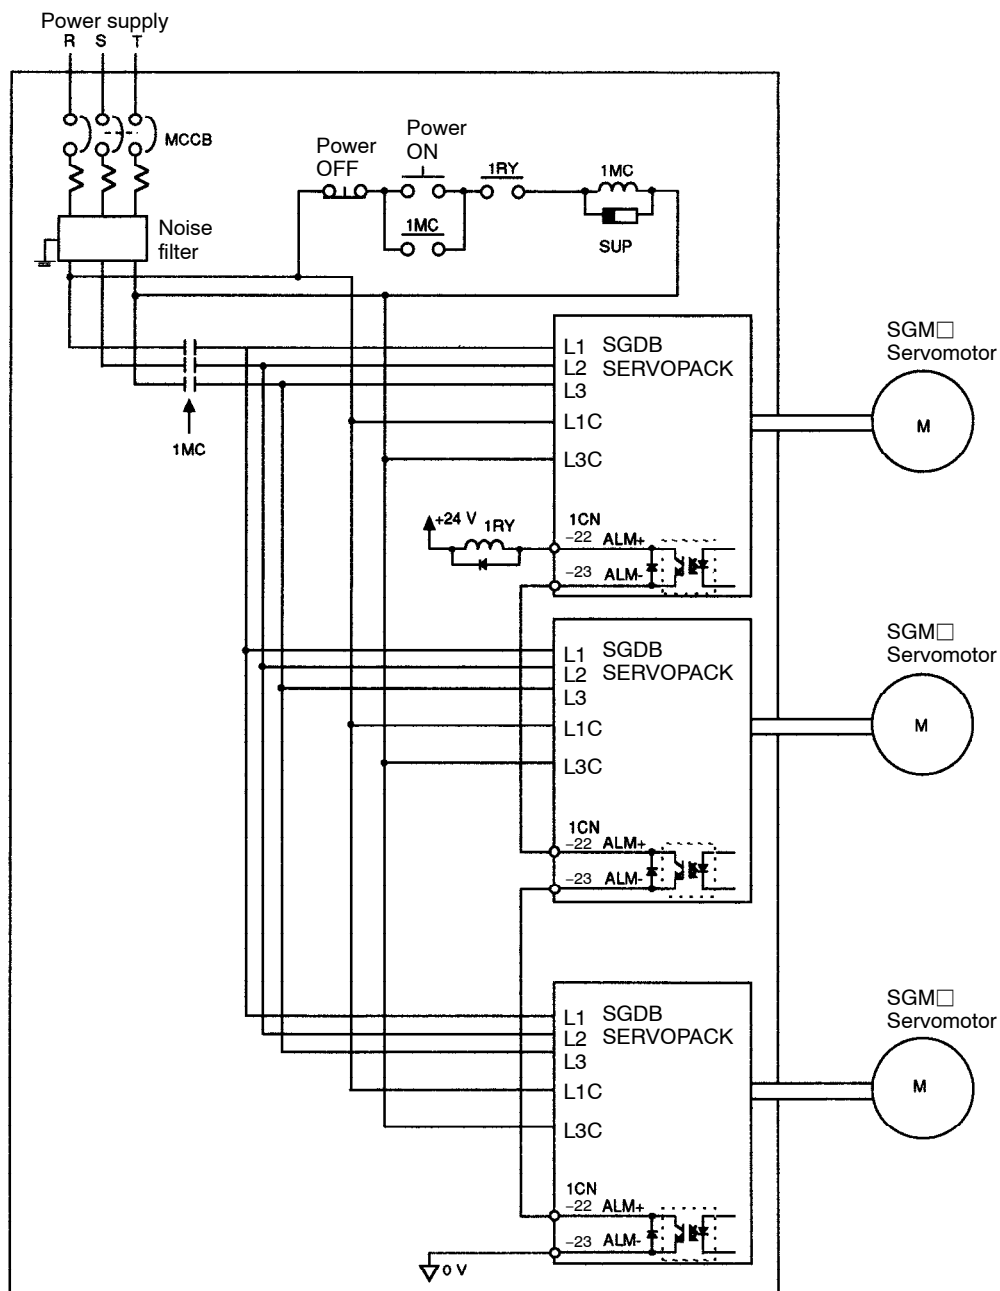 Power supply
R S T
MCCB
Power
OFF
Power
ON
1RY
1MC
1MC
SUP
Noise
filter
1MC
L1 SGDB
L2 SERVOPACK
L3
L1C
L3C
SGM□
Servomotor
M
+24 V 1RY
1CN
-22 ALM+
-23 ALM-
L1 SGDB
L2 SERVOPACK
L3
L1C
L3C
SGM□
Servomotor
M
1CN
-22 ALM+
-23 ALM-
L1 SGDB
L2 SERVOPACK
L3
L1C
L3C
SGM□
Servomotor
M
1CN
-22 ALM+
-23 ALM-
0 V